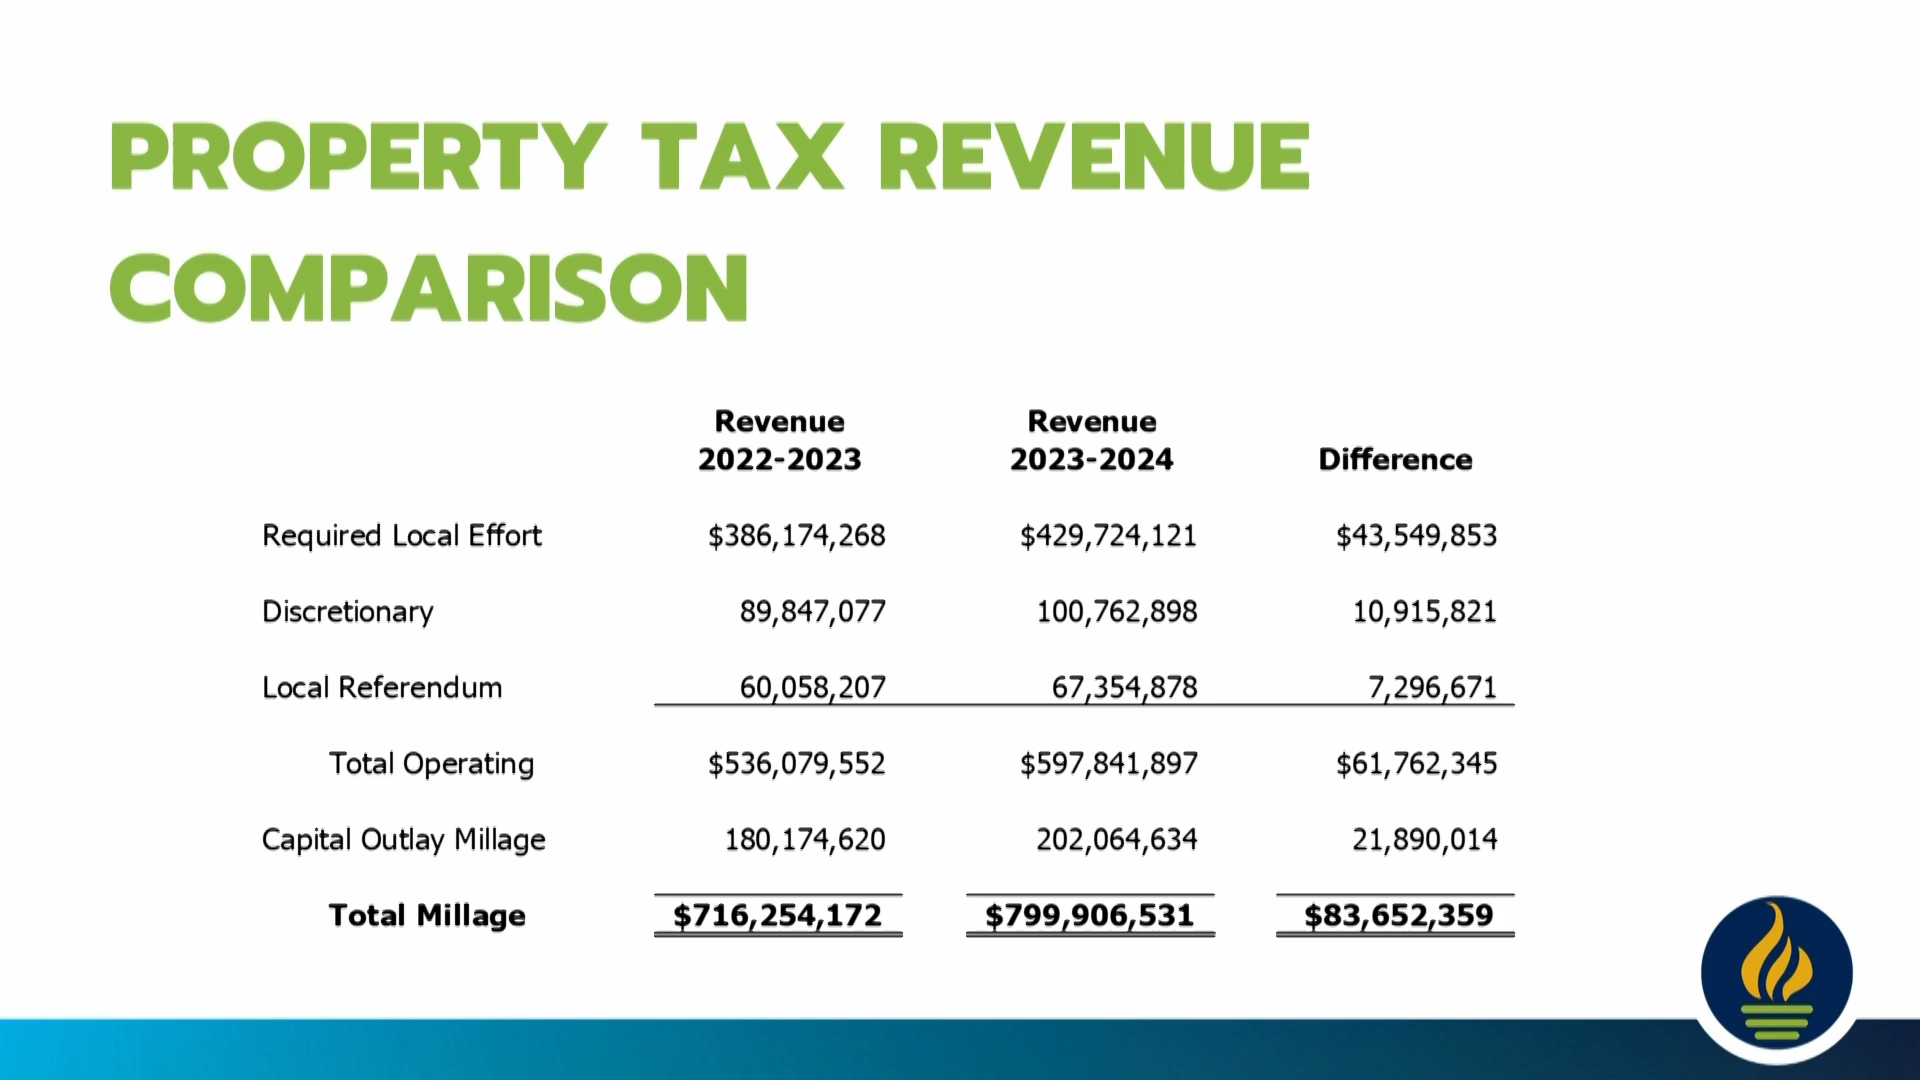 PROPERTY TAX REVENUE
COMPARISON
Revenue Revenue
2022-2023 2023-2024 Difference
Required Local Effort $386,174,268 $429,724,121 $43,549,853
Discretionary 89,847,077 100,762,898 10,915,821
Local Referendum 60,058,207 67,354,878 7,296,671
Total Operating $536,079,552 $597,841,897 $61,762,345
Capital Outlay Millage 180,174,620 202,064,634 21,890,014
Total Millage $716,254,172 $799,906,531 $83,652,359